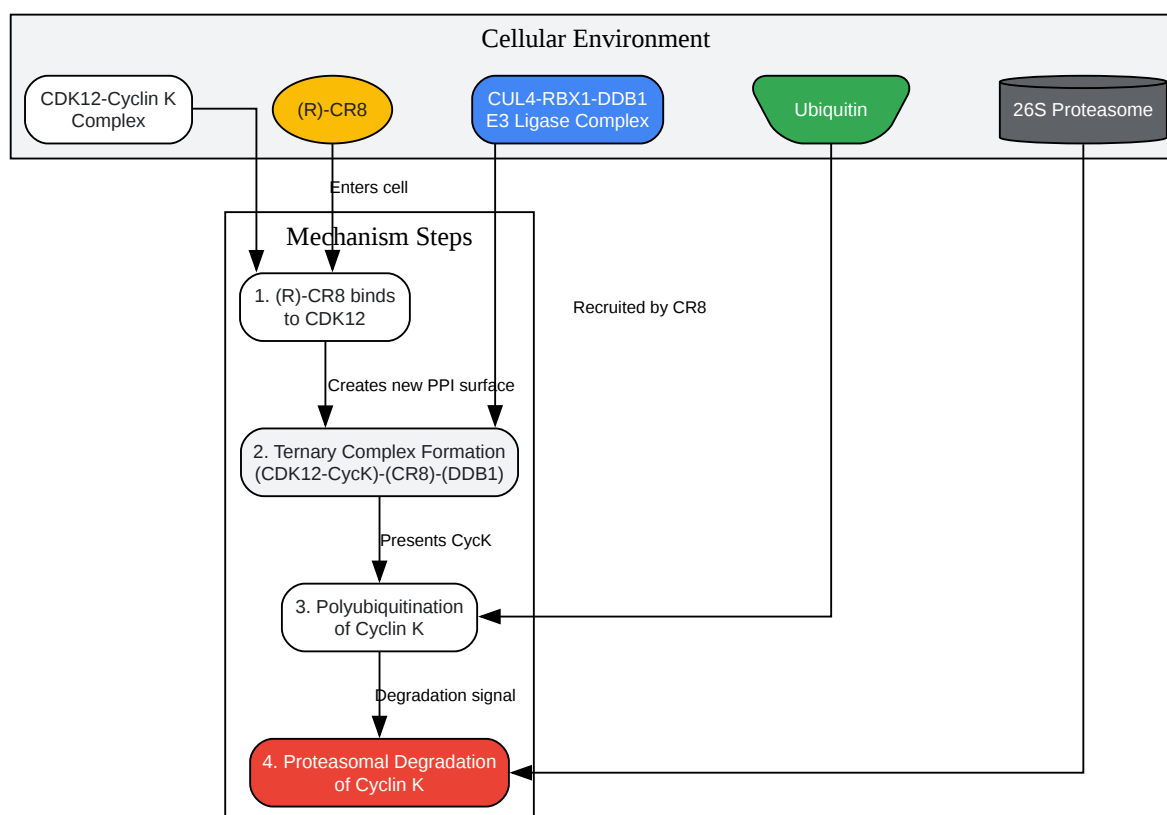 Cellular Environment
CDK12-Cyclin K
Complex
(R)-CR8
CUL4-RBX1-DDB1
E3 Ligase Complex
Ubiquitin
26S Proteasome
Enters cell
Mechanism Steps
1. (R)-CR8 binds
to CDK12
Recruited by CR8
Creates new PPI surface
2. Ternary Complex Formation
(CDK12-CycK)-(CR8)-(DDB1)
Presents CycK
3. Polyubiquitination
of Cyclin K
Degradation signal
4. Proteasomal Degradation
of Cyclin K